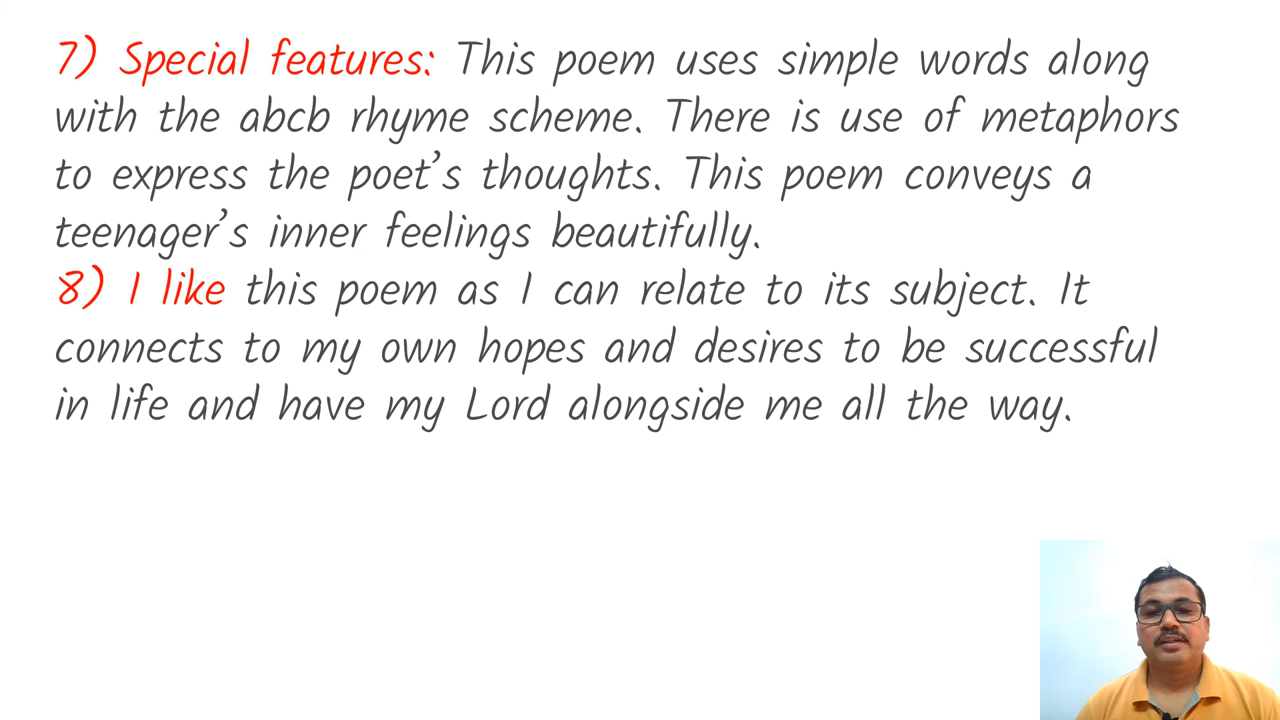 7) Special features: This poem uses simple words along
with the abcb rhyme scheme. There is use of metaphors
to express the poet’s thoughts. This poem conveys a
teenager’s inner feelings beautifully.
8) I like this poem as I can relate to its subject. It
connects to my own hopes and desires to be successful
in life and have my Lord alongside me all the way.